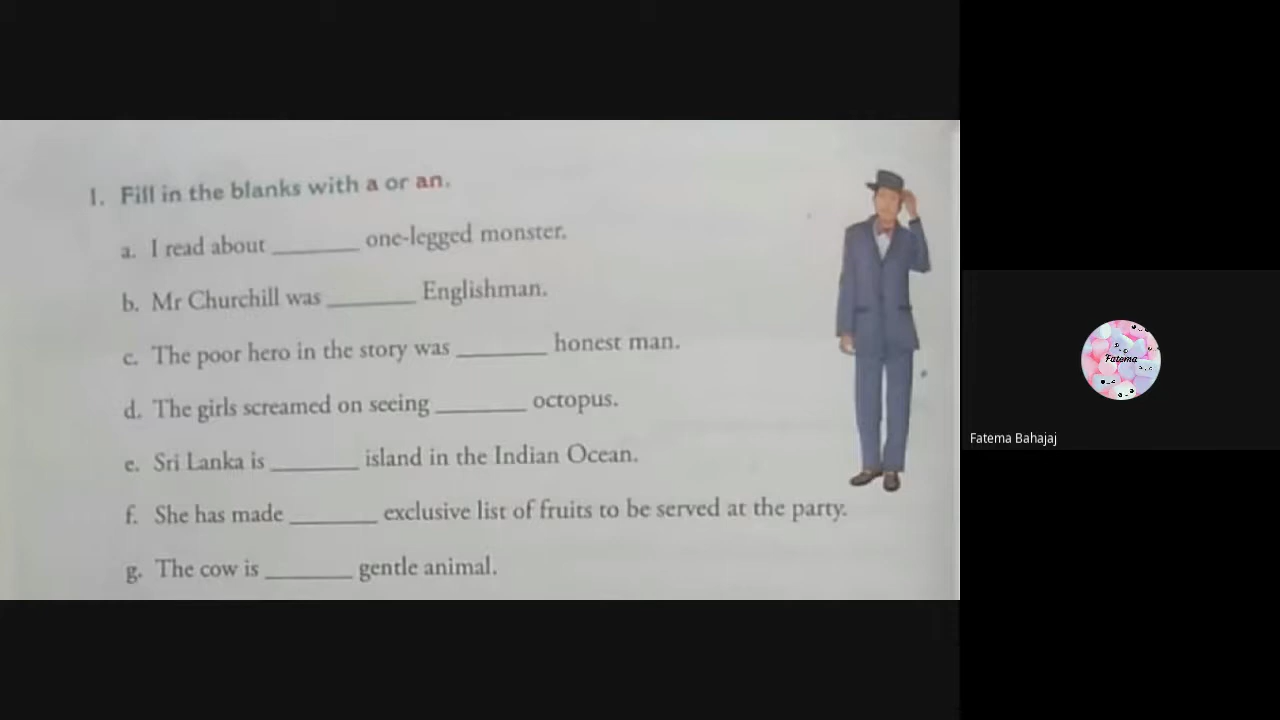 1. Fill in the blanks with a or an.
a. I read about ________ one-legged monster.
b. Mr Churchill was ________ Englishman.
c. The poor hero in the story was ________ honest man.
d. The girls screamed on seeing ________ octopus.
e. Sri Lanka is ________ island in the Indian Ocean.
f. She has made ________ exclusive list of fruits to be served at the party.
g. The cow is ________ gentle animal.
Fatema
Fatema Bahajaj